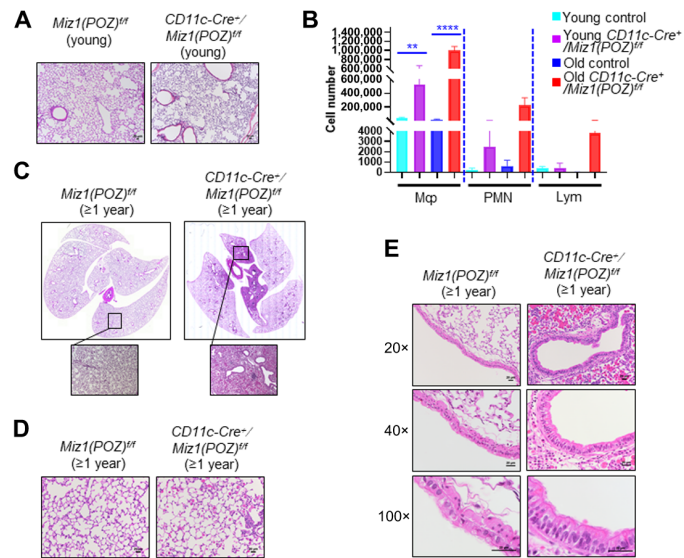 A
Miz1(POZ)f/f
(young)
CD11c-Cre+/
Miz1(POZ)f/f
(young)
B
Cell number
1,400,000
1,200,000
1,000,000
800,000
600,000
400,000
200,000
4000
3000
2000
1000
0
**
****
Mφ
PMN
Lym
Young control
Young CD11c-Cre+
/Miz1(POZ)f/f
Old control
Old CD11c-Cre+
/Miz1(POZ)f/f
C
Miz1(POZ)f/f
(≥1 year)
CD11c-Cre+/
Miz1(POZ)f/f
(≥1 year)
D
Miz1(POZ)f/f
(≥1 year)
CD11c-Cre+/
Miz1(POZ)f/f
(≥1 year)
E
Miz1(POZ)f/f
(≥1 year)
CD11c-Cre+/
Miz1(POZ)f/f
(≥1 year)
20×
40×
100×